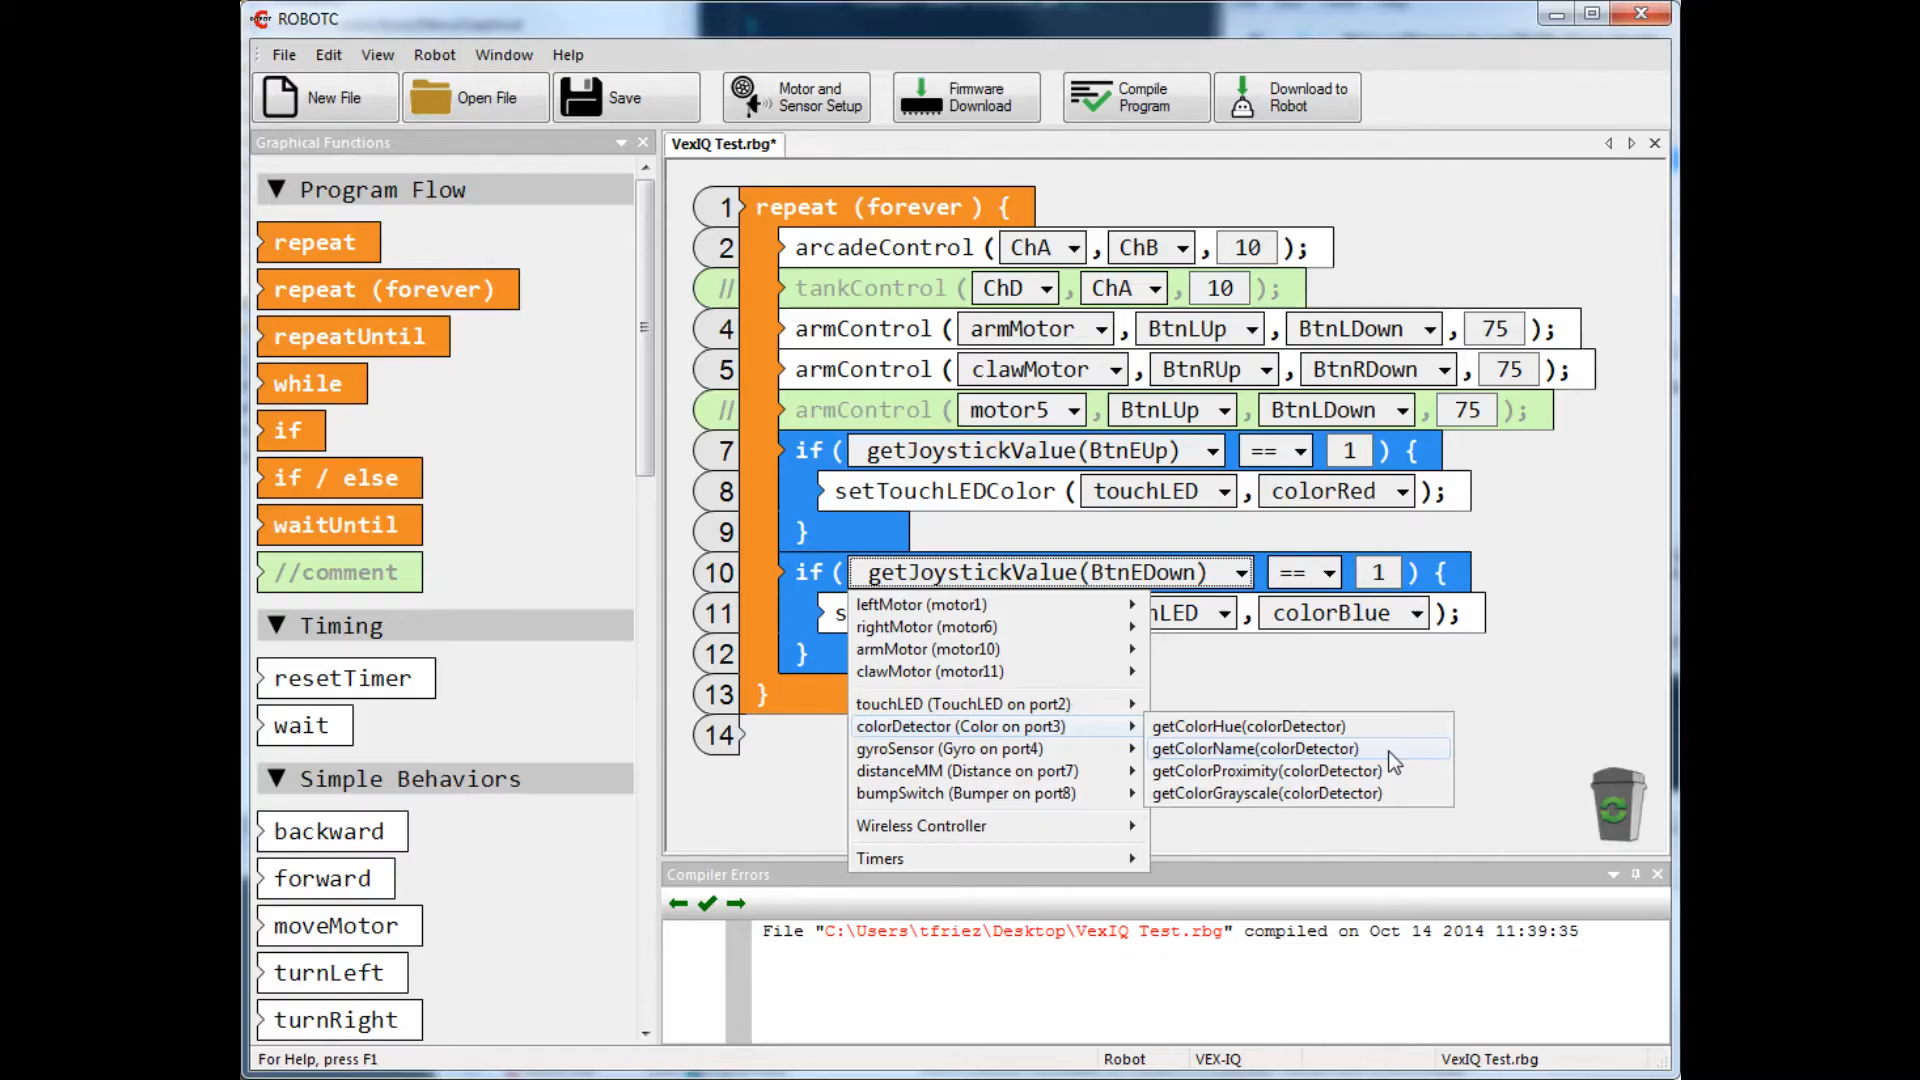 ROBOTC
File Edit View Robot Window Help
New File Open File Save Motor and Sensor Setup Firmware Download Compile Program Download to Robot
Graphical Functions
VexIQ Test.rbg*
▼ Program Flow
repeat
repeat (forever)
repeatUntil
while
if
if / else
waitUntil
//comment
▼ Timing
resetTimer
wait
▼ Simple Behaviors
backward
forward
moveMotor
turnLeft
turnRight
1 repeat (forever ) {
2 arcadeControl ( ChA , ChB , 10 );
// tankControl ( ChD , ChA , 10 );
4 armControl ( armMotor , BtnLUp , BtnLDown , 75 );
5 armControl ( clawMotor , BtnRUp , BtnRDown , 75 );
// armControl ( motor5 , BtnLUp , BtnLDown , 75 );
7 if ( getJoystickValue(BtnEUp) == 1 ) {
8 setTouchLEDColor ( touchLED , colorRed );
9 }
10 if ( getJoystickValue(BtnEDown) == 1 ) {
11 s hLED , colorBlue );
12 }
13 }
14
leftMotor (motor1)
rightMotor (motor6)
armMotor (motor10)
clawMotor (motor11)
touchLED (TouchLED on port2)
colorDetector (Color on port3)
gyroSensor (Gyro on port4)
distanceMM (Distance on port7)
bumpSwitch (Bumper on port8)
Wireless Controller
Timers
getColorHue(colorDetector)
getColorName(colorDetector)
getColorProximity(colorDetector)
getColorGrayscale(colorDetector)
Compiler Errors
File "C:\Users\tfriez\Desktop\VexIQ Test.rbg" compiled on Oct 14 2014 11:39:35
For Help, press F1 Robot VEX-IQ VexIQ Test.rbg